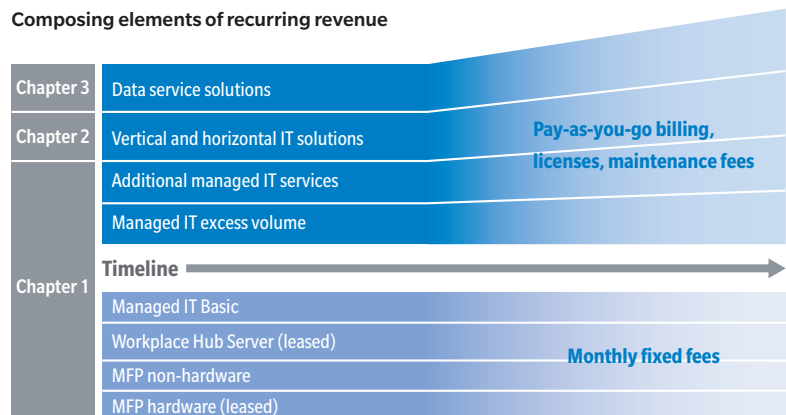 Composing elements of recurring revenue
Chapter 3
Data service solutions
Chapter 2
Vertical and horizontal IT solutions
Pay-as-you-go billing,
licenses, maintenance fees
Chapter 1
Additional managed IT services
Managed IT excess volume
Timeline
Managed IT Basic
Workplace Hub Server (leased)
Monthly fixed fees
MFP non-hardware
MFP hardware (leased)